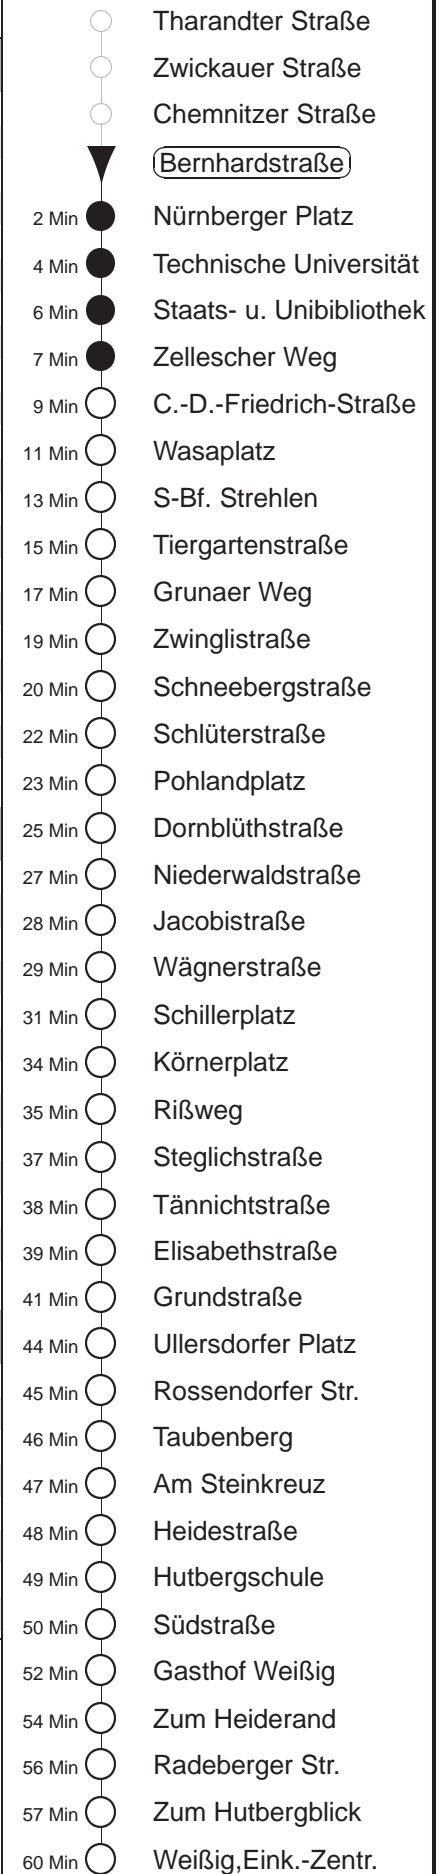 Tharandter Straße
Zwickauer Straße
Chemnitzer Straße
Bernhardstraße
2 Min Nürnberger Platz
4 Min Technische Universität
6 Min Staats- u. Unibibliothek
7 Min Zellescher Weg
9 Min C.-D.-Friedrich-Straße
11 Min Wasaplatz
13 Min S-Bf. Strehlen
15 Min Tiergartenstraße
17 Min Grunaer Weg
19 Min Zwinglistraße
20 Min Schneebergstraße
22 Min Schlüterstraße
23 Min Pohlandplatz
25 Min Dornblüthstraße
27 Min Niederwaldstraße
28 Min Jacobistraße
29 Min Wägnerstraße
31 Min Schillerplatz
34 Min Körnerplatz
35 Min Rißweg
37 Min Steglichstraße
38 Min Tännichtstraße
39 Min Elisabethstraße
41 Min Grundstraße
44 Min Ullersdorfer Platz
45 Min Rossendorfer Str.
46 Min Taubenberg
47 Min Am Steinkreuz
48 Min Heidestraße
49 Min Hutbergschule
50 Min Südstraße
52 Min Gasthof Weißig
54 Min Zum Heiderand
56 Min Radeberger Str.
57 Min Zum Hutbergblick
60 Min Weißig,Eink.-Zentr.